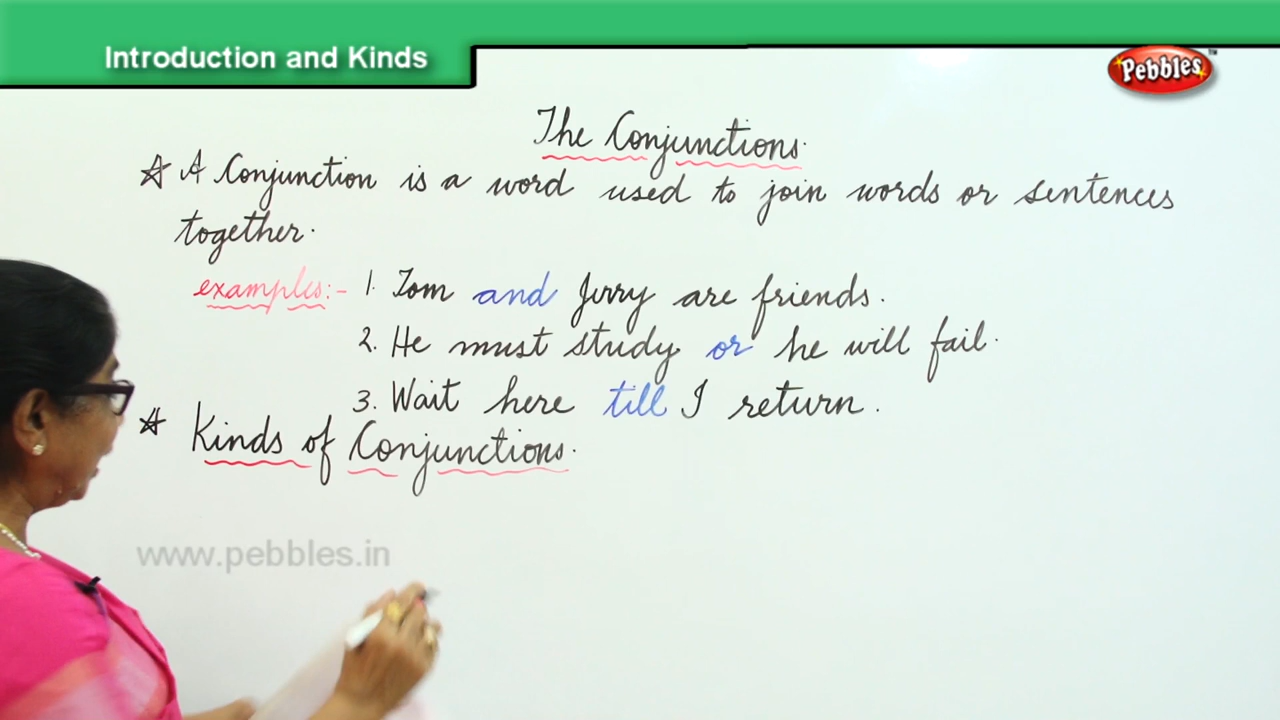 Introduction and Kinds
Pebbles™
The Conjunctions.
☆ A Conjunction is a word used to join words or sentences
together.
examples:- 1. Tom and Jerry are friends.
2. He must study or he will fail.
3. Wait here till I return.
☆ Kinds of Conjunctions.
www.pebbles.in